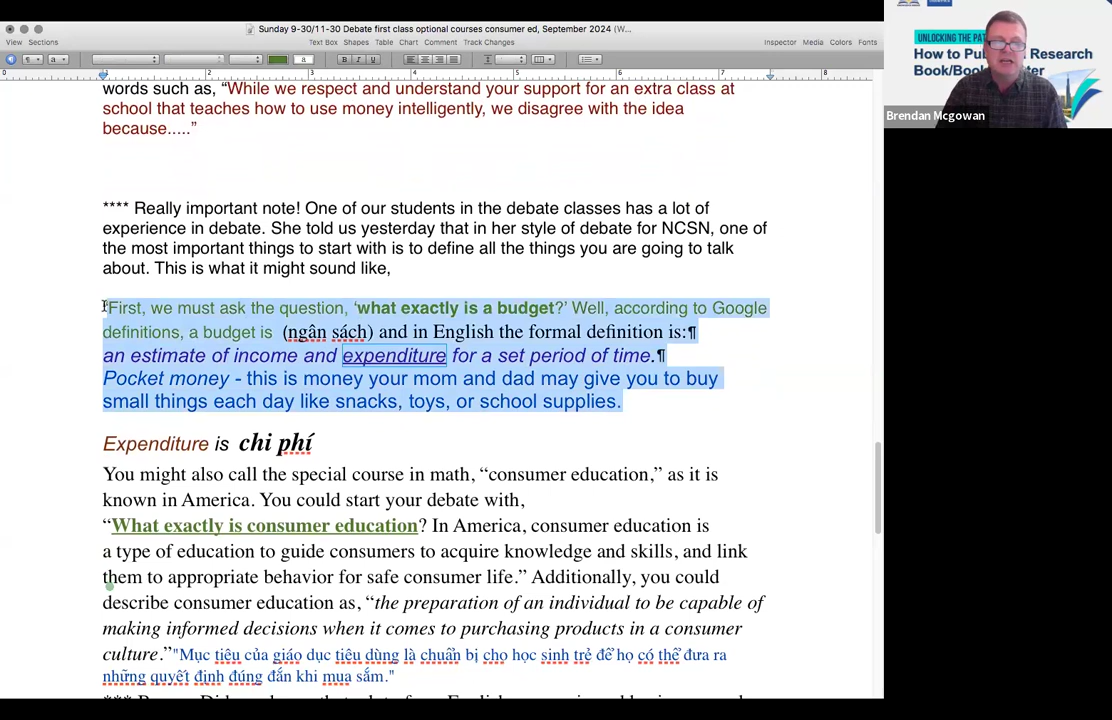 Sunday 9-30/11-30 Debate first class optional courses consumer ed, September 2024 (W...
View Sections Text Box Shapes Table Chart Comment Track Changes Inspector Media Colors Fonts
a B I U
0 2 3 4 5 6 7 8
words such as, “While we respect and understand your support for an extra class at
school that teaches how to use money intelligently, we disagree with the idea
because.....”
**** Really important note! One of our students in the debate classes has a lot of
experience in debate. She told us yesterday that in her style of debate for NCSN, one of
the most important things to start with is to define all the things you are going to talk
about. This is what it might sound like,
“First, we must ask the question, ‘what exactly is a budget?’ Well, according to Google
definitions, a budget is (ngân sách) and in English the formal definition is:¶
an estimate of income and expenditure for a set period of time.¶
Pocket money - this is money your mom and dad may give you to buy
small things each day like snacks, toys, or school supplies.
Expenditure is chi phí
You might also call the special course in math, “consumer education,” as it is
known in America. You could start your debate with,
“What exactly is consumer education? In America, consumer education is
a type of education to guide consumers to acquire knowledge and skills, and link
them to appropriate behavior for safe consumer life.” Additionally, you could
describe consumer education as, “the preparation of an individual to be capable of
making informed decisions when it comes to purchasing products in a consumer
culture.”"Mục tiêu của giáo dục tiêu dùng là chuẩn bị cho học sinh trẻ để họ có thể đưa ra
những quyết định đúng đắn khi mua sắm."
UNLOCKING THE PA
How to Pu Research
Book/Boo ter
Brendan Mcgowan